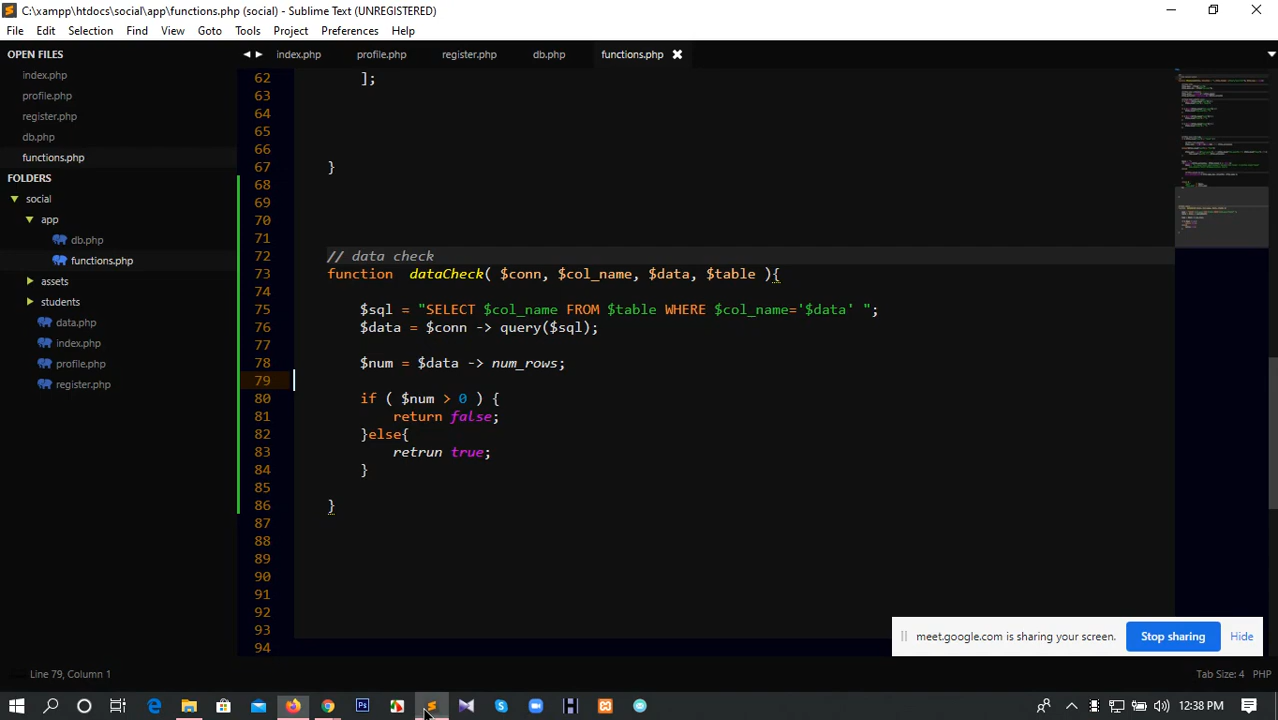 C:\xampp\htdocs\social\app\functions.php (social) - Sublime Text (UNREGISTERED)
File Edit Selection Find View Goto Tools Project Preferences Help
OPEN FILES
index.php
profile.php
register.php
db.php
functions.php
FOLDERS
social
app
db.php
functions.php
assets
students
data.php
index.php
profile.php
register.php
index.php profile.php register.php db.php functions.php
62 ];
63
64
65
66
67 }
68
69
70
71
72 // data check
73 function dataCheck( $conn, $col_name, $data, $table ){
74
75 $sql = "SELECT $col_name FROM $table WHERE $col_name='$data' ";
76 $data = $conn -> query($sql);
77
78 $num = $data -> num_rows;
79
80 if ( $num > 0 ) {
81 return false;
82 }else{
83 retrun true;
84 }
85
86 }
87
88
89
90
91
92
93
94
meet.google.com is sharing your screen. Stop sharing Hide
Line 79, Column 1 Tab Size: 4 PHP
12:38 PM